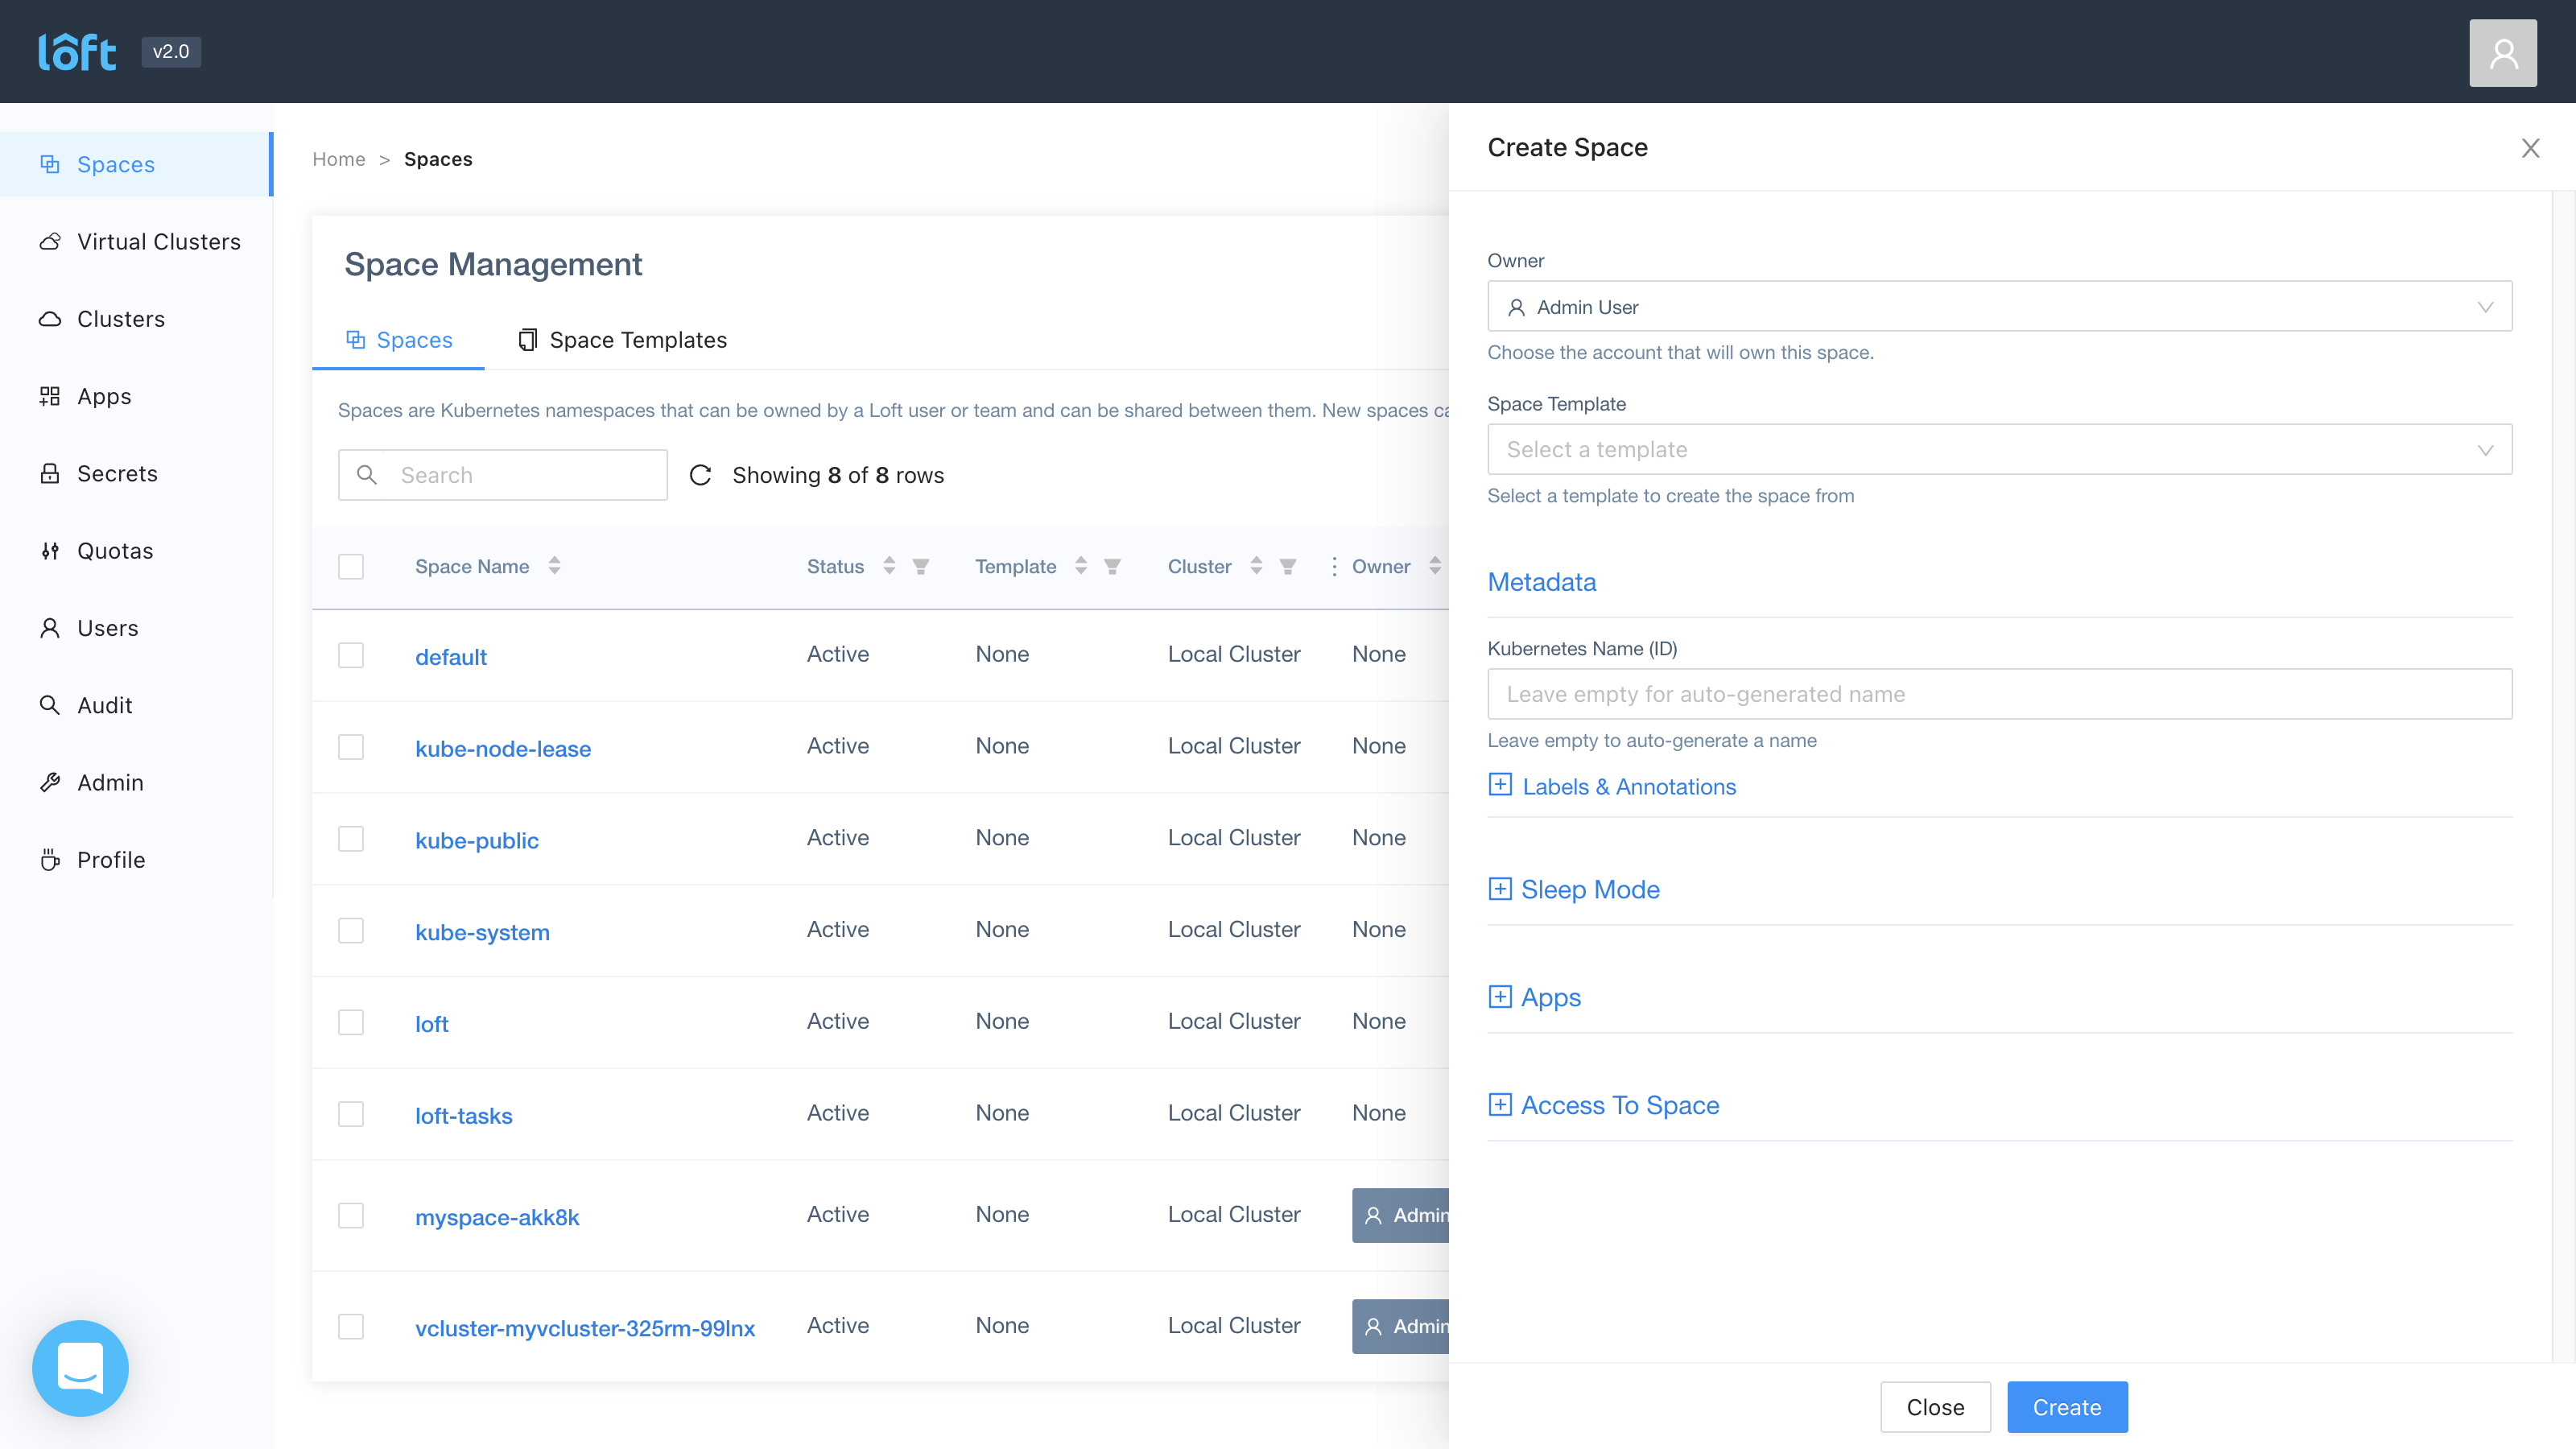 loft v2.0
Spaces
Virtual Clusters
Clusters
Apps
Secrets
Quotas
Users
Audit
Admin
Profile
Home > Spaces
Space Management
Spaces
Space Templates
Spaces are Kubernetes namespaces that can be owned by a Loft user or team and can be shared between them. New spaces ca
Search
Showing 8 of 8 rows
Space Name Status Template Cluster Owner
default Active None Local Cluster None
kube-node-lease Active None Local Cluster None
kube-public Active None Local Cluster None
kube-system Active None Local Cluster None
loft Active None Local Cluster None
loft-tasks Active None Local Cluster None
myspace-akk8k Active None Local Cluster Admin
vcluster-myvcluster-325rm-99lnx Active None Local Cluster Admin
Create Space
Owner
Admin User
Choose the account that will own this space.
Space Template
Select a template
Select a template to create the space from
Metadata
Kubernetes Name (ID)
Leave empty for auto-generated name
Leave empty to auto-generate a name
Labels & Annotations
Sleep Mode
Apps
Access To Space
Close Create